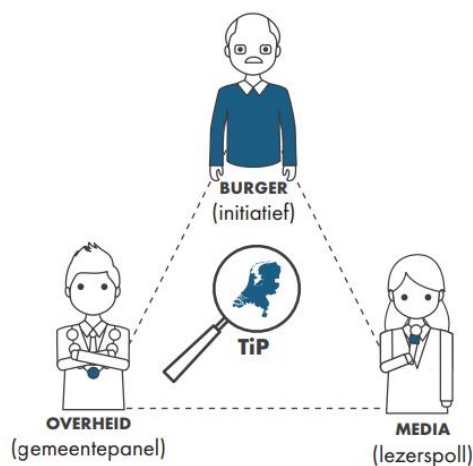 BURGER
(initiatief)
TiP
OVERHEID
(gemeentepanel)
MEDIA
(lezerspoll)